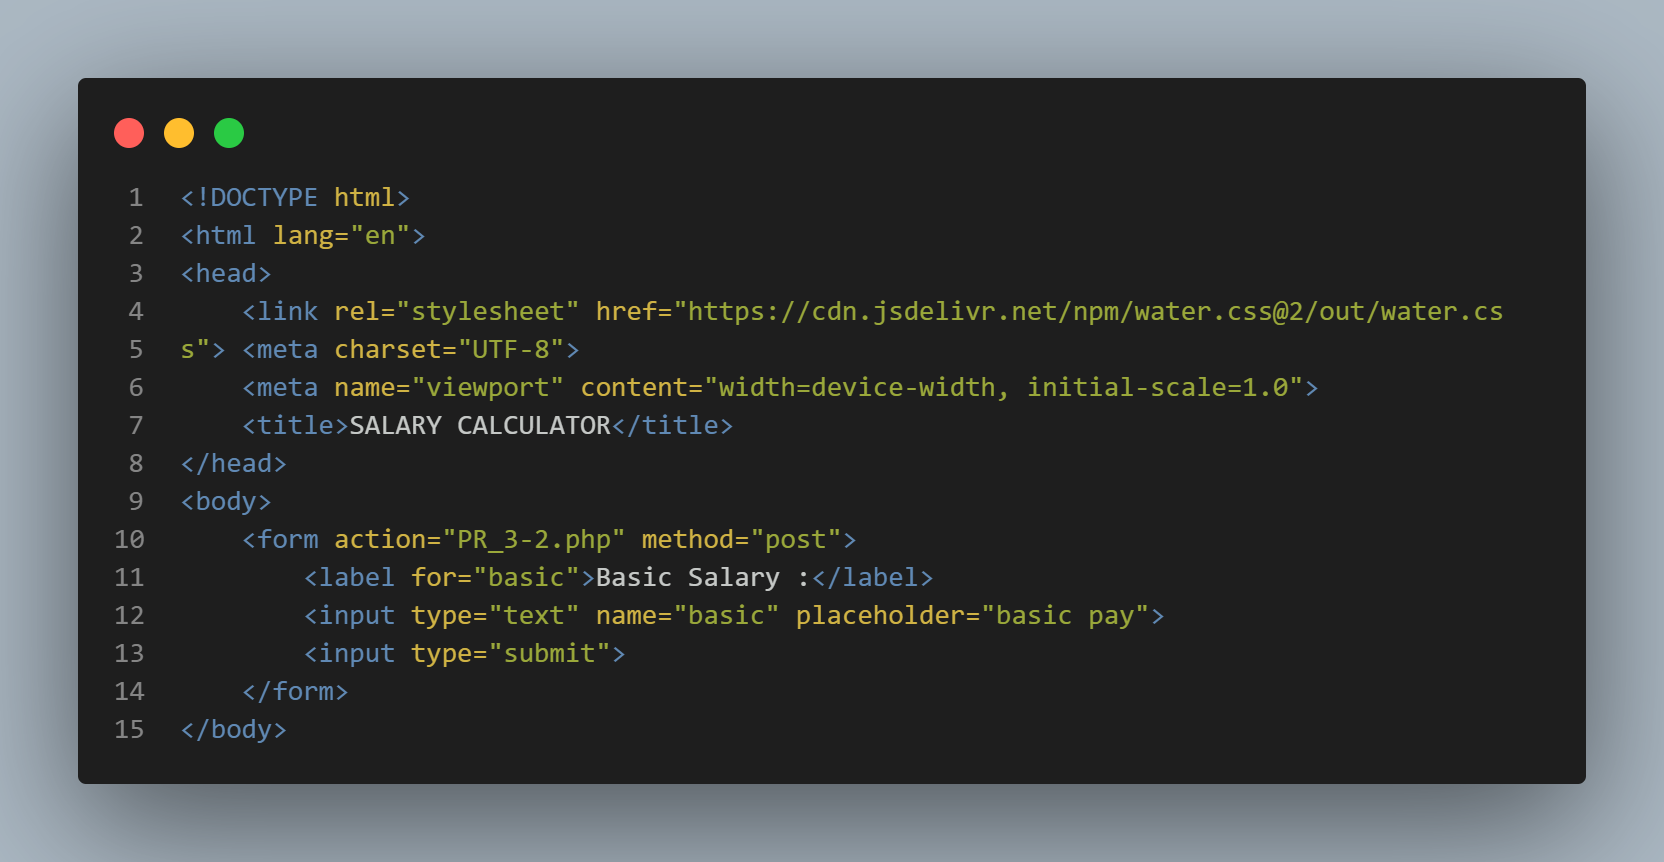 1 <!DOCTYPE html>
2 <html lang="en">
3 <head>
4     <link rel="stylesheet" href="https://cdn.jsdelivr.net/npm/water.css@2/out/water.cs
5 s"> <meta charset="UTF-8">
6     <meta name="viewport" content="width=device-width, initial-scale=1.0">
7     <title>SALARY CALCULATOR</title>
8 </head>
9 <body>
10     <form action="PR_3-2.php" method="post">
11         <label for="basic">Basic Salary :</label>
12         <input type="text" name="basic" placeholder="basic pay">
13         <input type="submit">
14     </form>
15 </body>